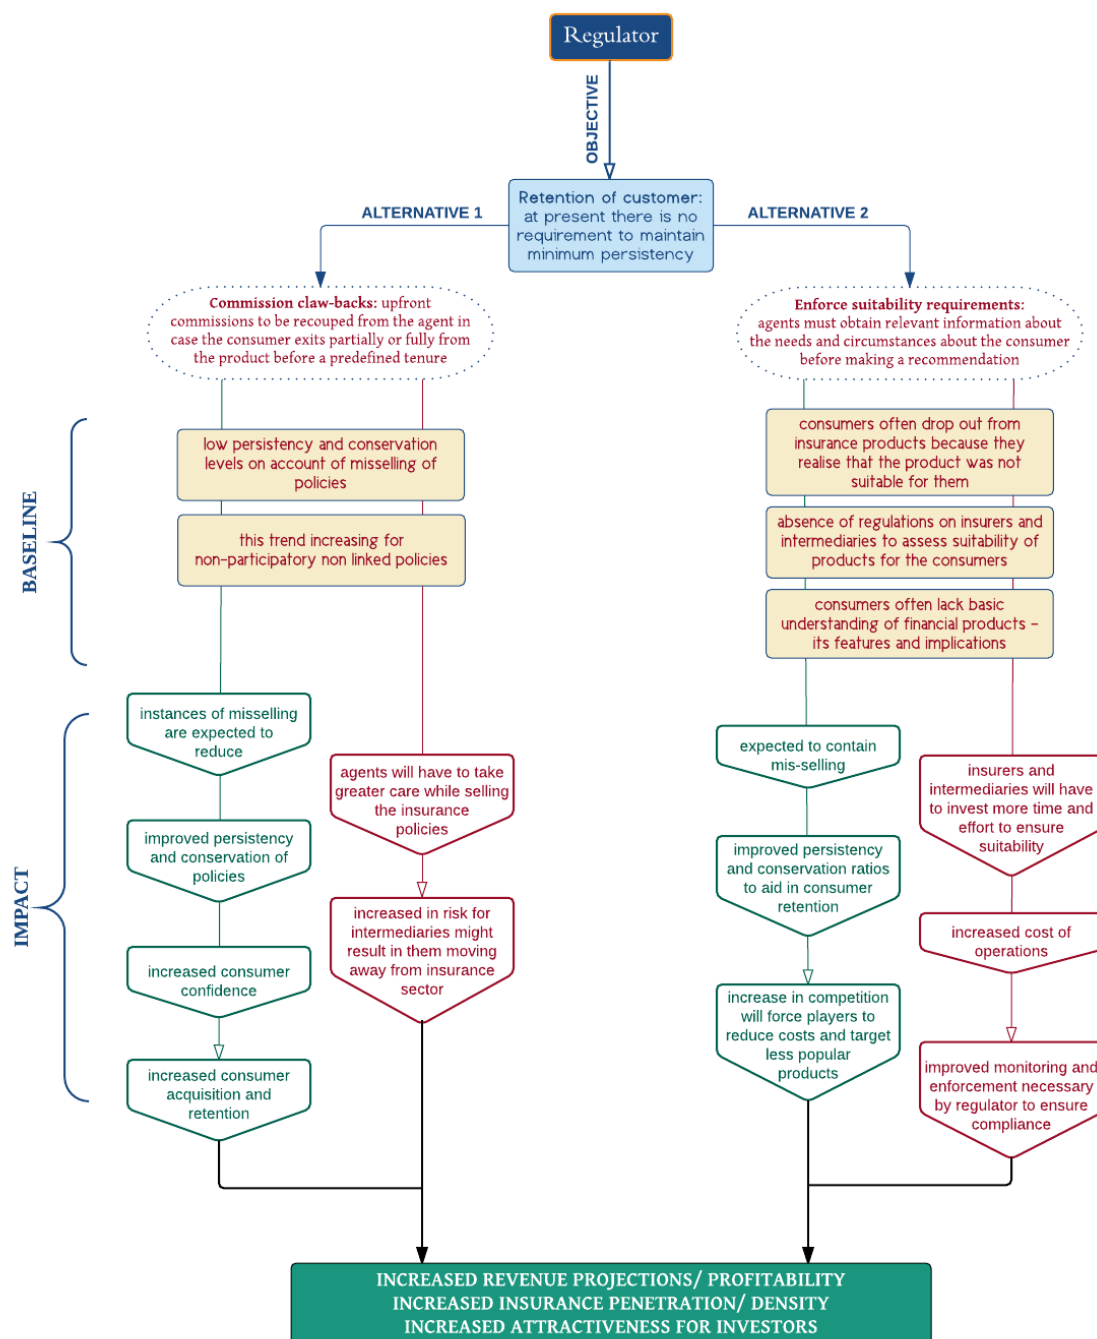 Regulator
OBJECTIVE
Retention of customer:
at present there is no
requirement to maintain
minimum persistency
ALTERNATIVE 1
ALTERNATIVE 2
Commission claw-backs: upfront
commissions to be recouped from the agent in
case the consumer exits partially or fully from
the product before a predefined tenure
Enforce suitability requirements:
agents must obtain relevant information about
the needs and circumstances about the consumer
before making a recommendation
BASELINE
low persistency and conservation
levels on account of misselling of
policies
this trend increasing for
non-participatory non linked policies
consumers often drop out from
insurance products because they
realise that the product was not
suitable for them
absence of regulations on insurers and
intermediaries to assess suitability of
products for the consumers
consumers often lack basic
understanding of financial products -
its features and implications
IMPACT
instances of misselling
are expected to
reduce
improved persistency
and conservation of
policies
increased consumer
confidence
increased consumer
acquisition and
retention
agents will have to take
greater care while selling
the insurance
policies
increased in risk for
intermediaries might
result in them moving
away from insurance
sector
expected to contain
mis-selling
improved persistency
and conservation ratios
to aid in consumer
retention
increase in competition
will force players to
reduce costs and target
less popular
products
insurers and
intermediaries will have
to invest more time and
effort to ensure
suitability
increased cost of
operations
improved monitoring and
enforcement necessary
by regulator to ensure
compliance
INCREASED REVENUE PROJECTIONS/ PROFITABILITY
INCREASED INSURANCE PENETRATION/ DENSITY
INCREASED ATTRACTIVENESS FOR INVESTORS